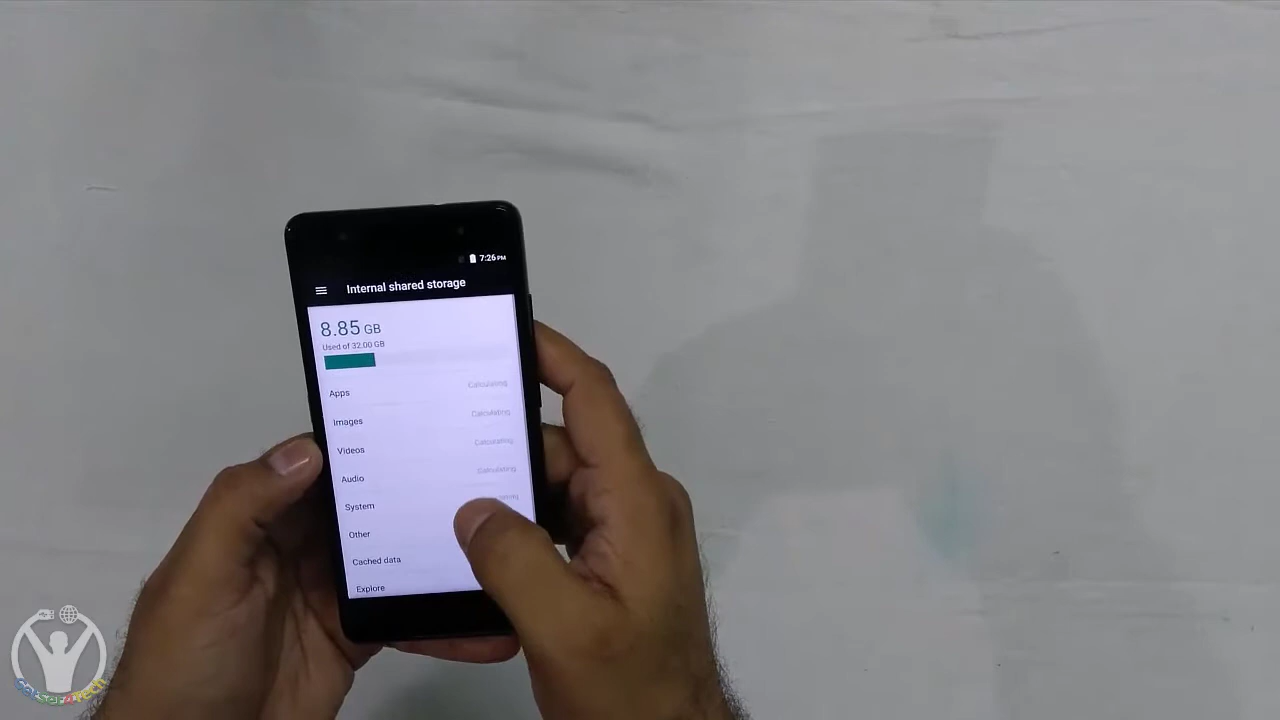 7:26 PM
Internal shared storage
8.85 GB
Used of 32.00 GB
Apps Calculating
Images Calculating
Videos Calculating
Audio Calculating
System
Other
Cached data
Explore